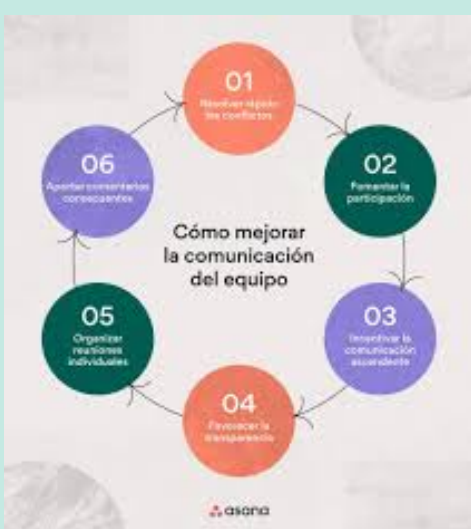 01
Resolver rápido
los conflictos
02
Fomentar la
participación
03
Incentivar la
comunicación
ascendente
04
Favorecer la
transparencia
05
Organizar
reuniones
individuales
06
Aportar comentarios
consecuentes
Cómo mejorar
la comunicación
del equipo
asana